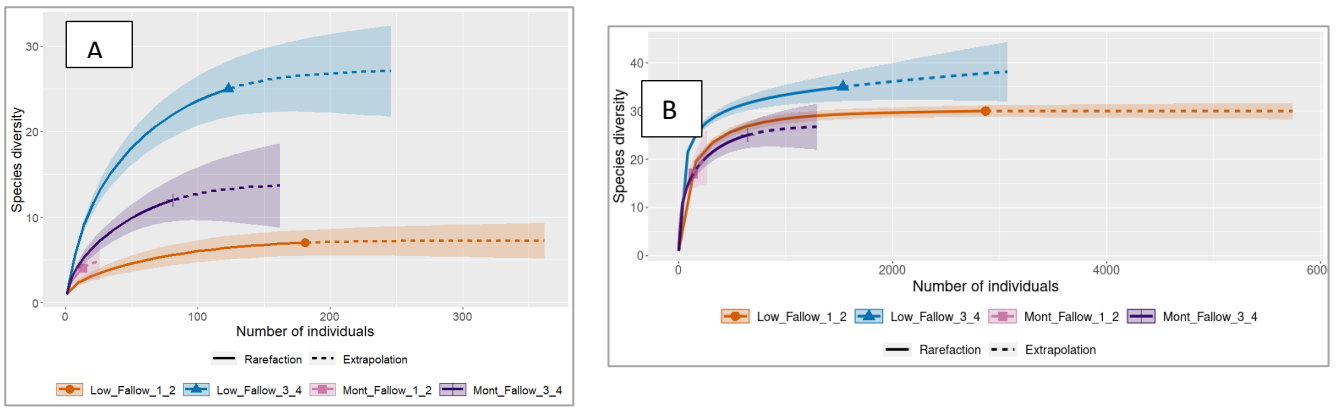 A
30
20
10
0
Species diversity
0 100 200 300
Number of individuals
Rarefaction Extrapolation
Low_Fallow_1_2 Low_Fallow_3_4 Mont_Fallow_1_2 Mont_Fallow_3_4
B
40
30
20
10
0
Species diversity
0 2000 4000 600
Number of individuals
Low_Fallow_1_2 Low_Fallow_3_4 Mont_Fallow_1_2 Mont_Fallow_3_4
Rarefaction Extrapolation